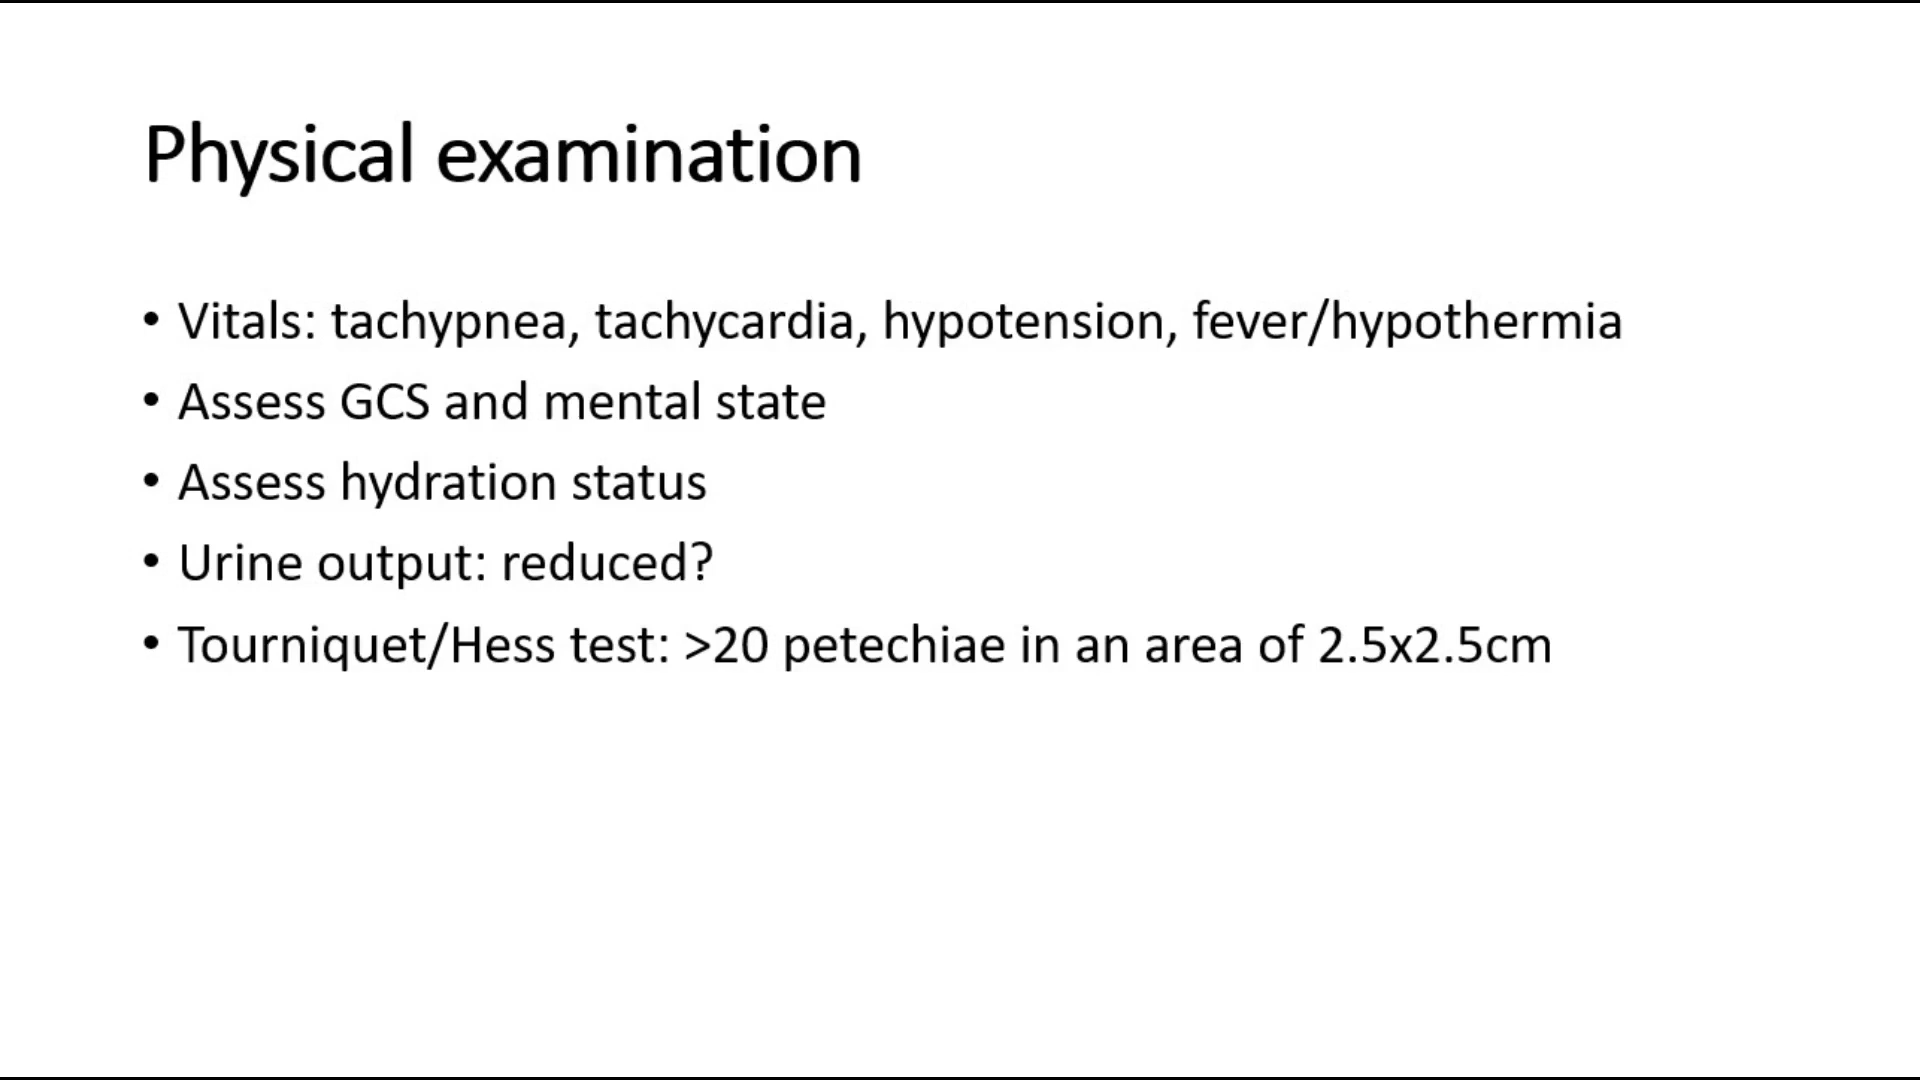 Physical examination
• Vitals: tachypnea, tachycardia, hypotension, fever/hypothermia
• Assess GCS and mental state
• Assess hydration status
• Urine output: reduced?
• Tourniquet/Hess test: >20 petechiae in an area of 2.5x2.5cm